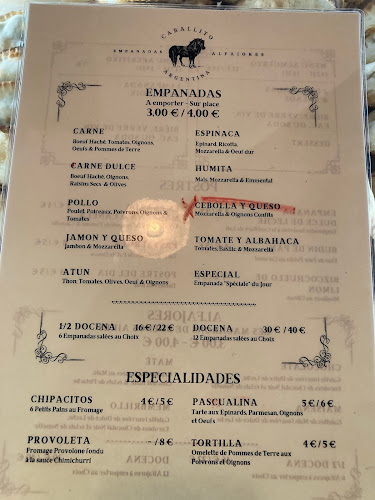 CABALLITO
EMPANADAS ALFAJORES
ARGENTINA
EMPANADAS
A emporter - Sur place
3.00 € / 4.00 €
CARNE
Boeuf Haché, Tomates, Oignons,
Oeufs & Pommes de Terre
CARNE DULCE
Boeuf Haché, Oignons,
Raisins Secs & Olives
POLLO
Poulet, Poireaux, Poivrons, Oignons &
Tomates
JAMON Y QUESO
Jambon & Mozzarella
ATUN
Thon, Tomates, Olives, Oeuf & Oignons
ESPINACA
Epinard, Ricotta,
Mozzarella & Oeuf dur
HUMITA
Maïs, Mozzarella & Emmental
CEBOLLA Y QUESO
Mozzarella & Oignons Confits
TOMATE Y ALBAHACA
Tomates, Basilic & Mozzarella
ESPECIAL
Empanada "Spéciale" du Jour
1/2 DOCENA 16 € / 22 €
6 Empanadas salées au Choix
DOCENA 30 € / 40 €
12 Empanadas salées au Choix
ESPECIALIDADES
CHIPACITOS 4 € / 5 €
6 Petits Pains au Fromage
PROVOLETA - / 8 €
Fromage Provolone fondu
à la sauce Chimichurri
PASCUALINA 5 € / 6 €
Tarte aux Epinards, Parmesan, Oignons
et Oeufs
TORTILLA 4 € / 5 €
Omelette de Pommes de Terre aux
Poivrons et Oignons